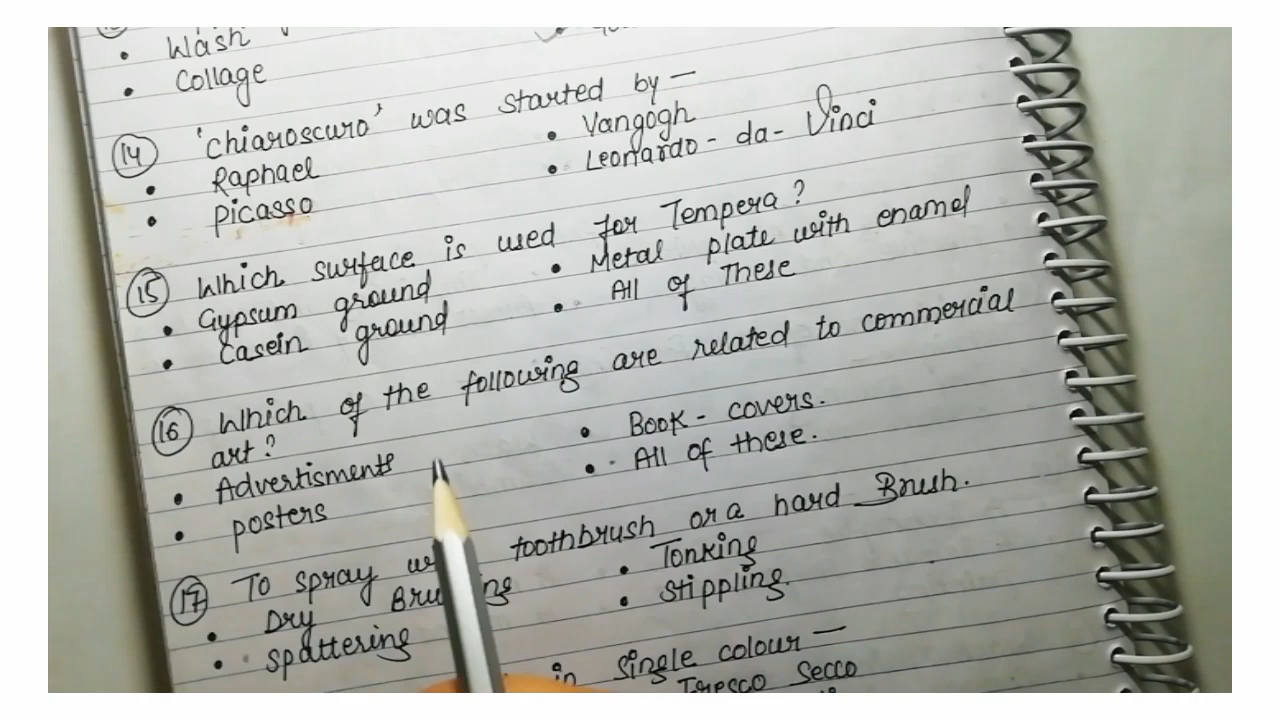 • Wash
• Collage
14 'chiaroscuro' was started by —
• Raphael • Vangogh
• Picasso • Leonardo - da - Vinci
15 Which surface is used for Tempera?
• Gypsum ground • Metal plate with enamel
• Casein ground • All of These
16 Which of the following are related to commercial
art?
• Advertisments • Book - covers.
• posters • All of these.
17 To spray toothbrush or a hard Brush.
• Dry • Tonking
• spattering • stippling.
in single colour —
Secco